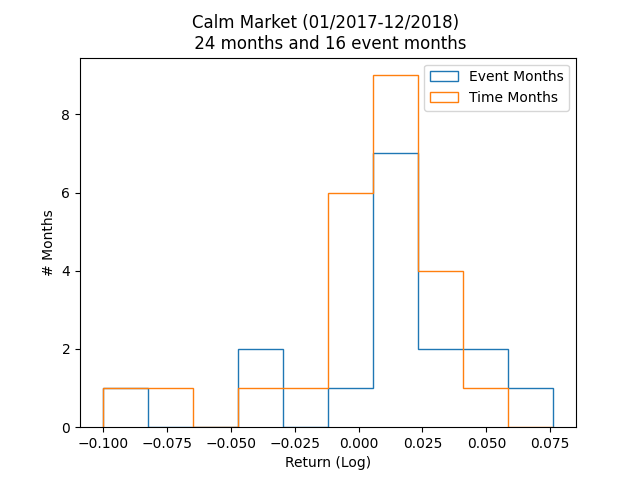 Calm Market (01/2017-12/2018)
24 months and 16 event months
Event Months
Time Months
# Months
8
6
4
2
0
−0.100 −0.075 −0.050 −0.025 0.000 0.025 0.050 0.075
Return (Log)